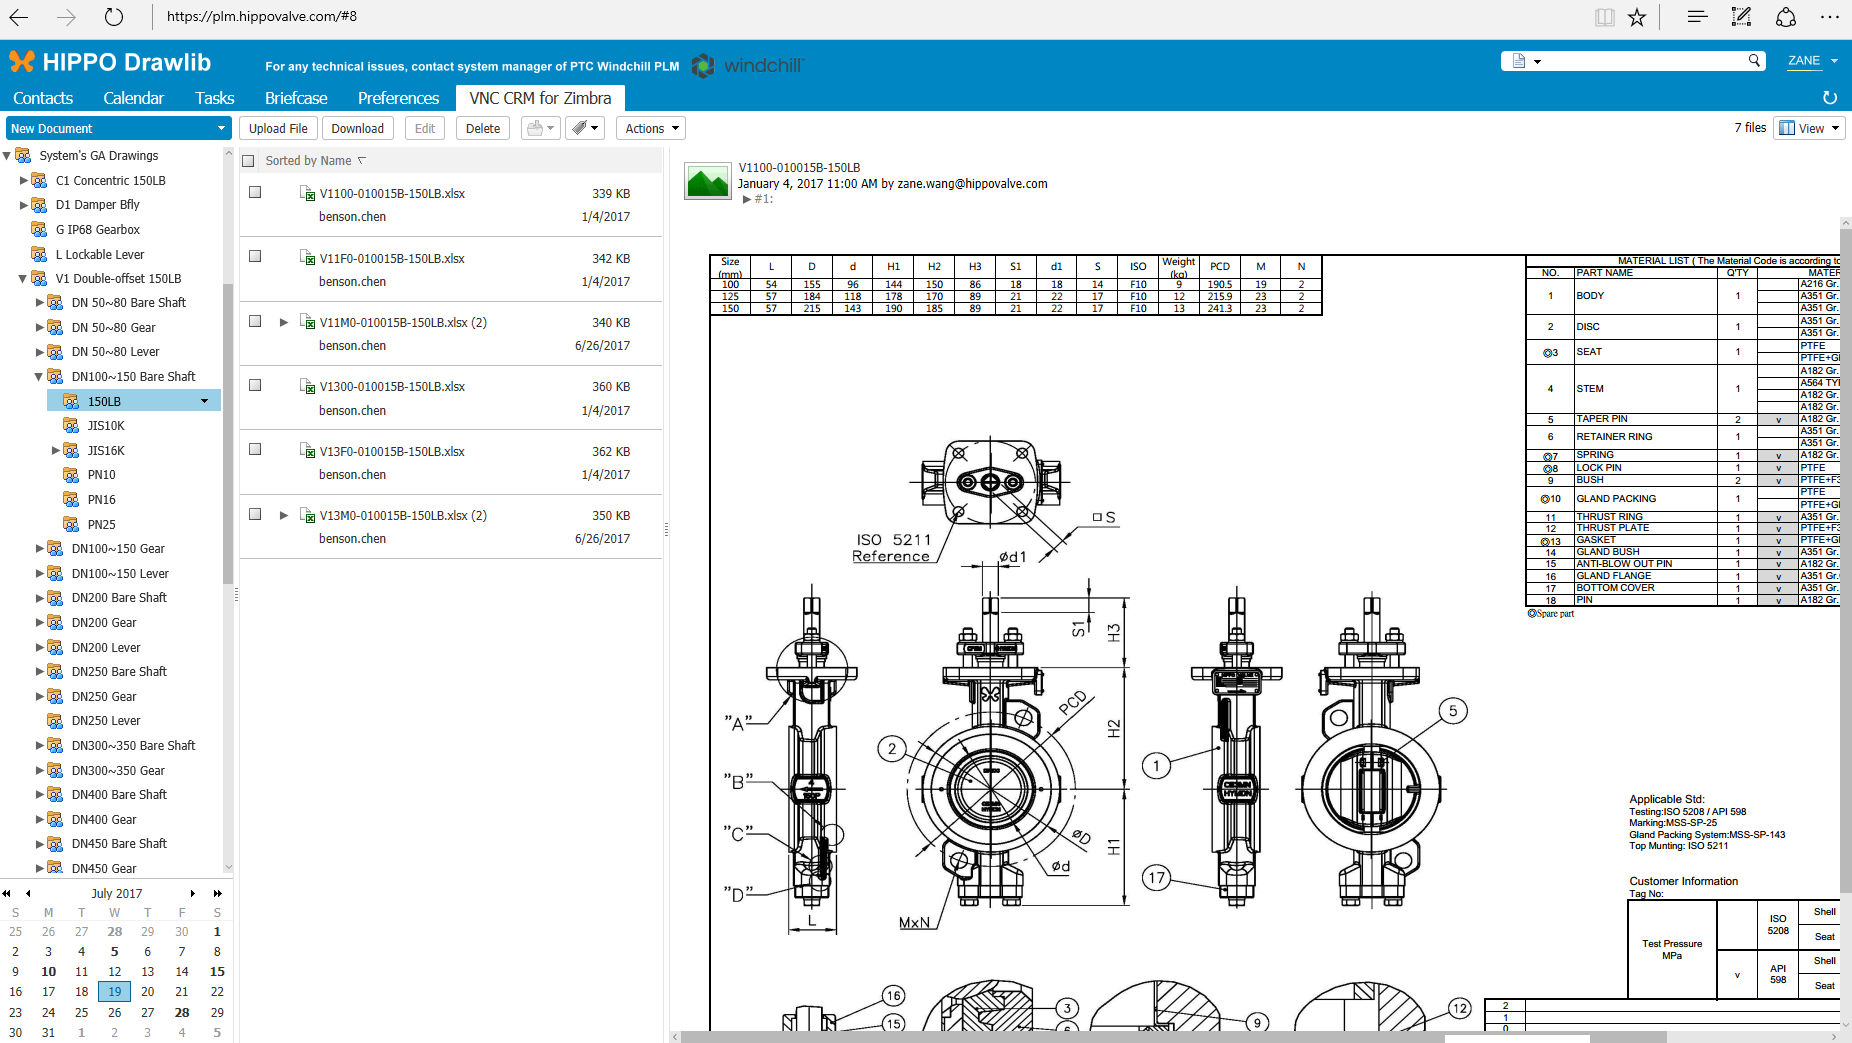 https://plm.hippovalve.com/#8
HIPPO Drawlib
For any technical issues, contact system manager of PTC Windchill PLM
windchill
ZANE
Contacts Calendar Tasks Briefcase Preferences VNC CRM for Zimbra
New Document
Upload File Download Edit Delete Actions
7 files View
System's GA Drawings
C1 Concentric 150LB
D1 Damper Bfly
G IP68 Gearbox
L Lockable Lever
V1 Double-offset 150LB
DN 50~80 Bare Shaft
DN 50~80 Gear
DN 50~80 Lever
DN100~150 Bare Shaft
150LB
JIS10K
JIS16K
PN10
PN16
PN25
DN100~150 Gear
DN100~150 Lever
DN200 Bare Shaft
DN200 Gear
DN200 Lever
DN250 Bare Shaft
DN250 Gear
DN250 Lever
DN300~350 Bare Shaft
DN300~350 Gear
DN400 Bare Shaft
DN400 Gear
DN450 Bare Shaft
DN450 Gear
July 2017
S M T W T F S
25 26 27 28 29 30 1
2 3 4 5 6 7 8
9 10 11 12 13 14 15
16 17 18 19 20 21 22
23 24 25 26 27 28 29
30 31 1 2 3 4 5
Sorted by Name
V1100-010015B-150LB.xlsx 339 KB
benson.chen 1/4/2017
V11F0-010015B-150LB.xlsx 342 KB
benson.chen 1/4/2017
V11M0-010015B-150LB.xlsx (2) 340 KB
benson.chen 6/26/2017
V1300-010015B-150LB.xlsx 360 KB
benson.chen 1/4/2017
V13F0-010015B-150LB.xlsx 362 KB
benson.chen 1/4/2017
V13M0-010015B-150LB.xlsx (2) 350 KB
benson.chen 6/26/2017
V1100-010015B-150LB
January 4, 2017 11:00 AM by zane.wang@hippovalve.com
#1:
Size (mm) L D d H1 H2 H3 S1 d1 S ISO Weight (kg) PCD M N
100 54 155 96 144 150 86 18 18 14 F10 9 190.5 19 2
125 57 184 118 178 170 89 21 22 17 F10 12 215.9 23 2
150 57 215 143 190 185 89 21 22 17 F10 13 241.3 23 2
MATERIAL LIST ( The Material Code is according to
NO. PART NAME Q'TY MATER
1 BODY 1 A216 Gr.
A351 Gr.
A351 Gr.
2 DISC 1 A351 Gr.
A351 Gr.
◎3 SEAT 1 PTFE
PTFE+Gl
4 STEM 1 A182 Gr.
A564 TYI
A182 Gr.
A182 Gr.
5 TAPER PIN 2 v A182 Gr.
6 RETAINER RING 1 A351 Gr.
A351 Gr.
◎7 SPRING 1 v A182 Gr.
◎8 LOCK PIN 1 v PTFE
9 BUSH 2 v PTFE+F3
◎10 GLAND PACKING 1 PTFE
PTFE+Gl
11 THRUST RING 1 v A351 Gr.
12 THRUST PLATE 1 v PTFE+F3
◎13 GASKET 1 v PTFE+Gl
14 GLAND BUSH 1 v A351 Gr.
15 ANTI-BLOW OUT PIN 1 v A182 Gr.
16 GLAND FLANGE 1 v A351 Gr.
17 BOTTOM COVER 1 v A351 Gr.
18 PIN 1 v A182 Gr.
◎Spare part
□S
ISO 5211
Reference
ød1
S1
H3
"A"
PCD
H2
2
1
5
"B"
"C"
"D"
øD
ød
H1
17
L
MxN
Applicable Std:
Testing:ISO 5208 / API 598
Marking:MSS-SP-25
Gland Packing System:MSS-SP-143
Top Munting: ISO 5211
Customer Information
Tag No:
Test Pressure
MPa
ISO
5208
Shell
Seat
v
API
598
Shell
Seat
16
15
3
6
9
12
2
1
0